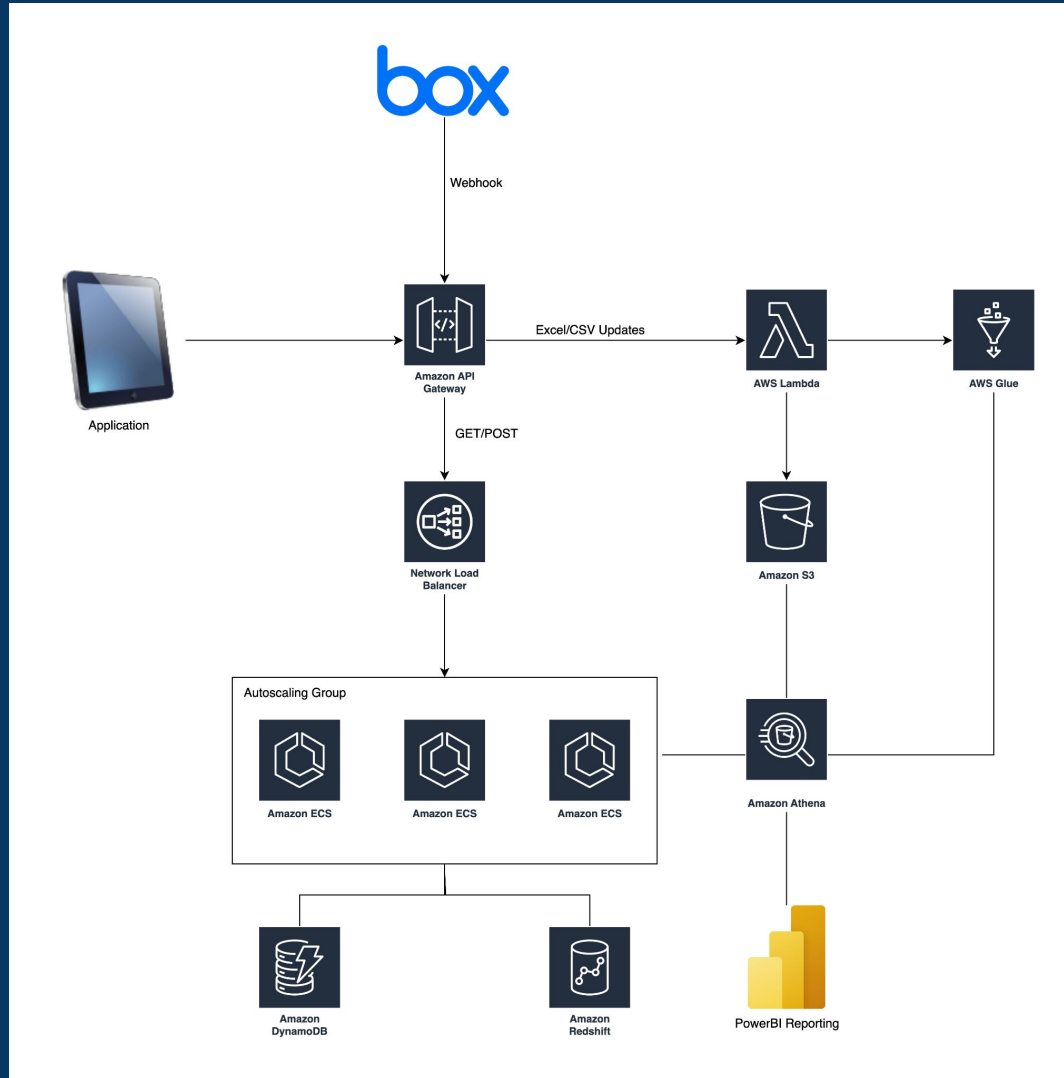 box
Webhook
Excel/CSV Updates
Amazon API
Gateway
AWS Lambda
AWS Glue
Application
GET/POST
Network Load
Balancer
Amazon S3
Autoscaling Group
Amazon ECS
Amazon ECS
Amazon ECS
Amazon Athena
Amazon
DynamoDB
Amazon
Redshift
PowerBI Reporting